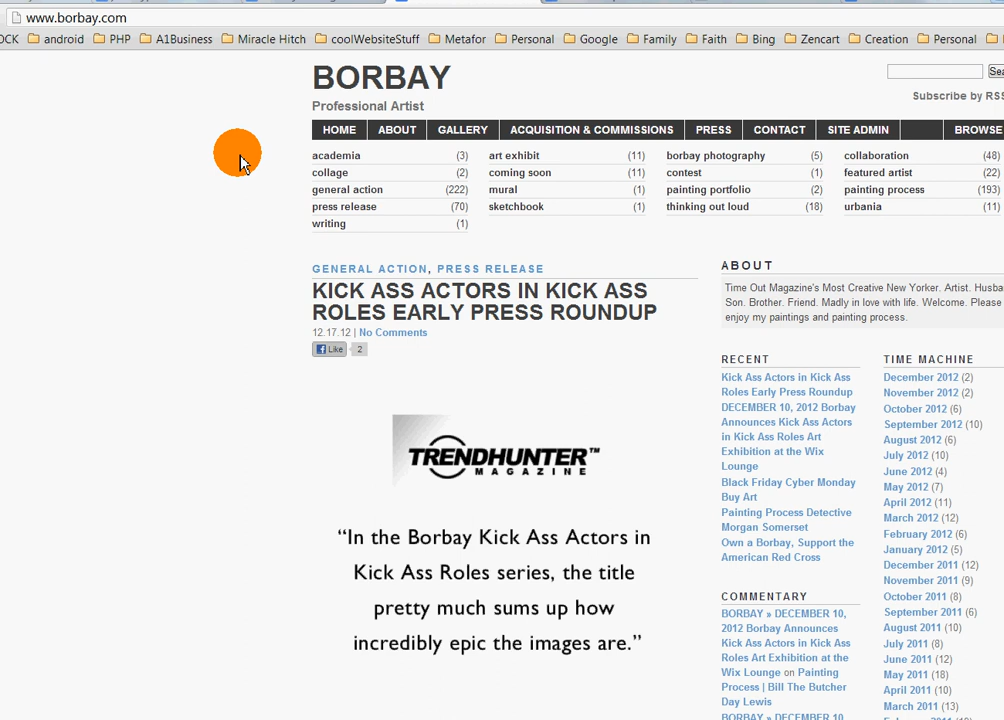 www.borbay.com
OCK android PHP A1Business Miracle Hitch coolWebsiteStuff Metafor Personal Google Family Faith Bing Zencart Creation Personal
BORBAY
Professional Artist
Sea
Subscribe by RSS
HOME ABOUT GALLERY ACQUISITION & COMMISSIONS PRESS CONTACT SITE ADMIN BROWSE
academia (3) art exhibit (11) borbay photography (5) collaboration (48)
collage (2) coming soon (11) contest (1) featured artist (22)
general action (222) mural (1) painting portfolio (2) painting process (193)
press release (70) sketchbook (1) thinking out loud (18) urbania (11)
writing (1)
GENERAL ACTION, PRESS RELEASE
KICK ASS ACTORS IN KICK ASS
ROLES EARLY PRESS ROUNDUP
12.17.12 | No Comments
Like 2
TRENDHUNTER™
MAGAZINE
“In the Borbay Kick Ass Actors in
Kick Ass Roles series, the title
pretty much sums up how
incredibly epic the images are.”
ABOUT
Time Out Magazine's Most Creative New Yorker. Artist. Husba
Son. Brother. Friend. Madly in love with life. Welcome. Please
enjoy my paintings and painting process.
RECENT
Kick Ass Actors in Kick Ass
Roles Early Press Roundup
DECEMBER 10, 2012 Borbay
Announces Kick Ass Actors
in Kick Ass Roles Art
Exhibition at the Wix
Lounge
Black Friday Cyber Monday
Buy Art
Painting Process Detective
Morgan Somerset
Own a Borbay, Support the
American Red Cross
COMMENTARY
BORBAY » DECEMBER 10,
2012 Borbay Announces
Kick Ass Actors in Kick Ass
Roles Art Exhibition at the
Wix Lounge on Painting
Process | Bill The Butcher
Day Lewis
BORBAY » DECEMBER 10,
TIME MACHINE
December 2012 (2)
November 2012 (2)
October 2012 (6)
September 2012 (10)
August 2012 (6)
July 2012 (10)
June 2012 (4)
May 2012 (7)
April 2012 (11)
March 2012 (12)
February 2012 (6)
January 2012 (5)
December 2011 (12)
November 2011 (9)
October 2011 (8)
September 2011 (6)
August 2011 (10)
July 2011 (8)
June 2011 (12)
May 2011 (18)
April 2011 (10)
March 2011 (13)